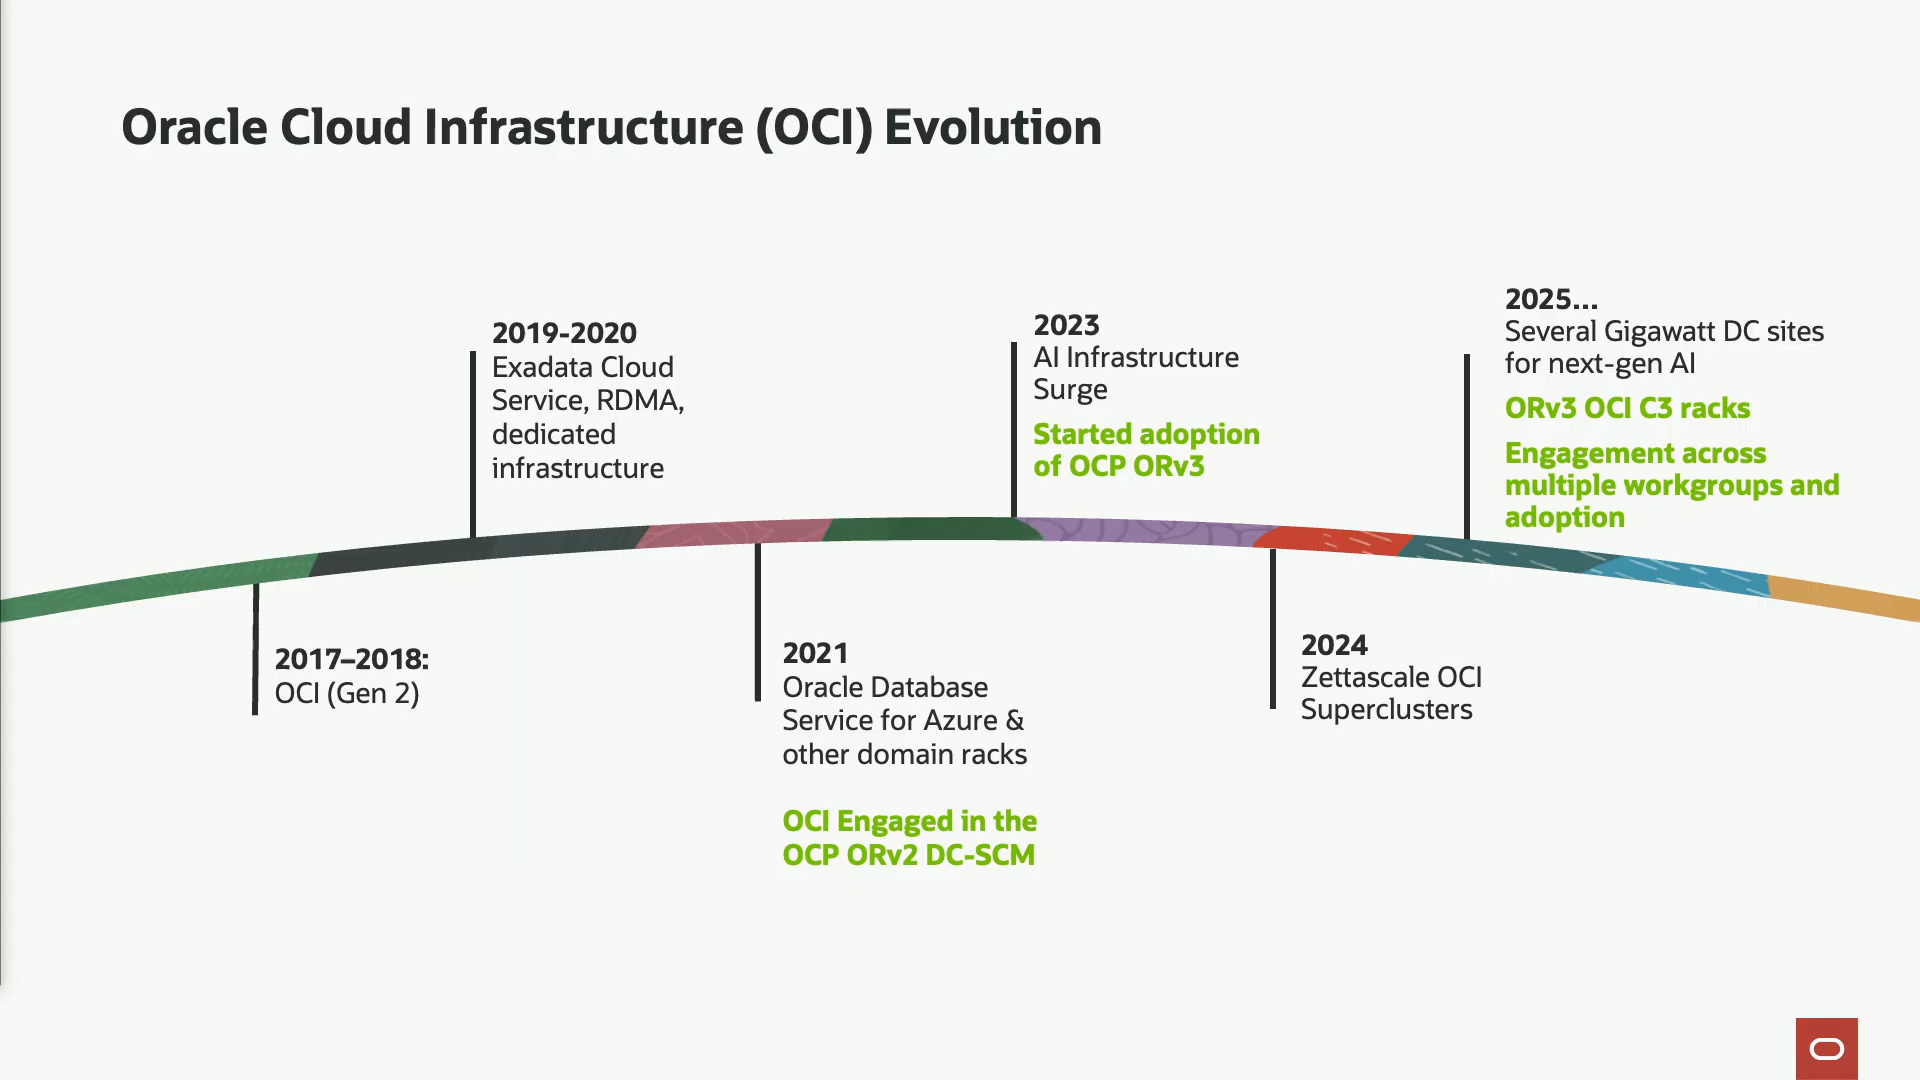 Oracle Cloud Infrastructure (OCI) Evolution
2017–2018:
OCI (Gen 2)
2019-2020
Exadata Cloud
Service, RDMA,
dedicated
infrastructure
2021
Oracle Database
Service for Azure &
other domain racks
OCI Engaged in the
OCP ORv2 DC-SCM
2023
AI Infrastructure
Surge
Started adoption
of OCP ORv3
2024
Zettascale OCI
Superclusters
2025...
Several Gigawatt DC sites
for next-gen AI
ORv3 OCI C3 racks
Engagement across
multiple workgroups and
adoption